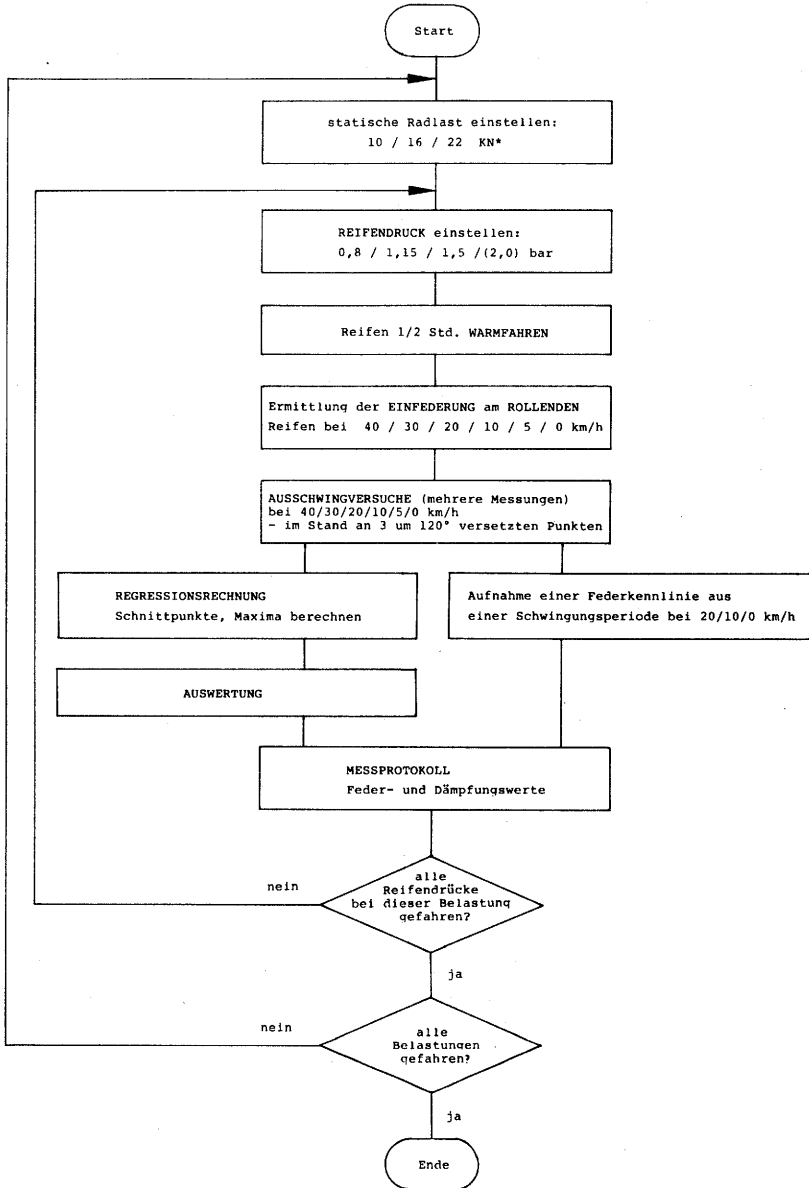 Start
statische Radlast einstellen:
10 / 16 / 22 KN*
REIFENDRUCK einstellen:
0,8 / 1,15 / 1,5 /(2,0) bar
Reifen 1/2 Std. WARMFAHREN
Ermittlung der EINFEDERUNG am ROLLENDEN
Reifen bei 40 / 30 / 20 / 10 / 5 / 0 km/h
AUSSCHWINGVERSUCHE (mehrere Messungen)
bei 40/30/20/10/5/0 km/h
- im Stand an 3 um 120° versetzten Punkten
REGRESSIONSRECHNUNG
Schnittpunkte, Maxima berechnen
Aufnahme einer Federkennlinie aus
einer Schwingungsperiode bei 20/10/0 km/h
AUSWERTUNG
MESSPROTOKOLL
Feder- und Dämpfungswerte
nein
alle
Reifendrücke
bei dieser Belastung
gefahren?
ja
nein
alle
Belastungen
gefahren?
ja
Ende